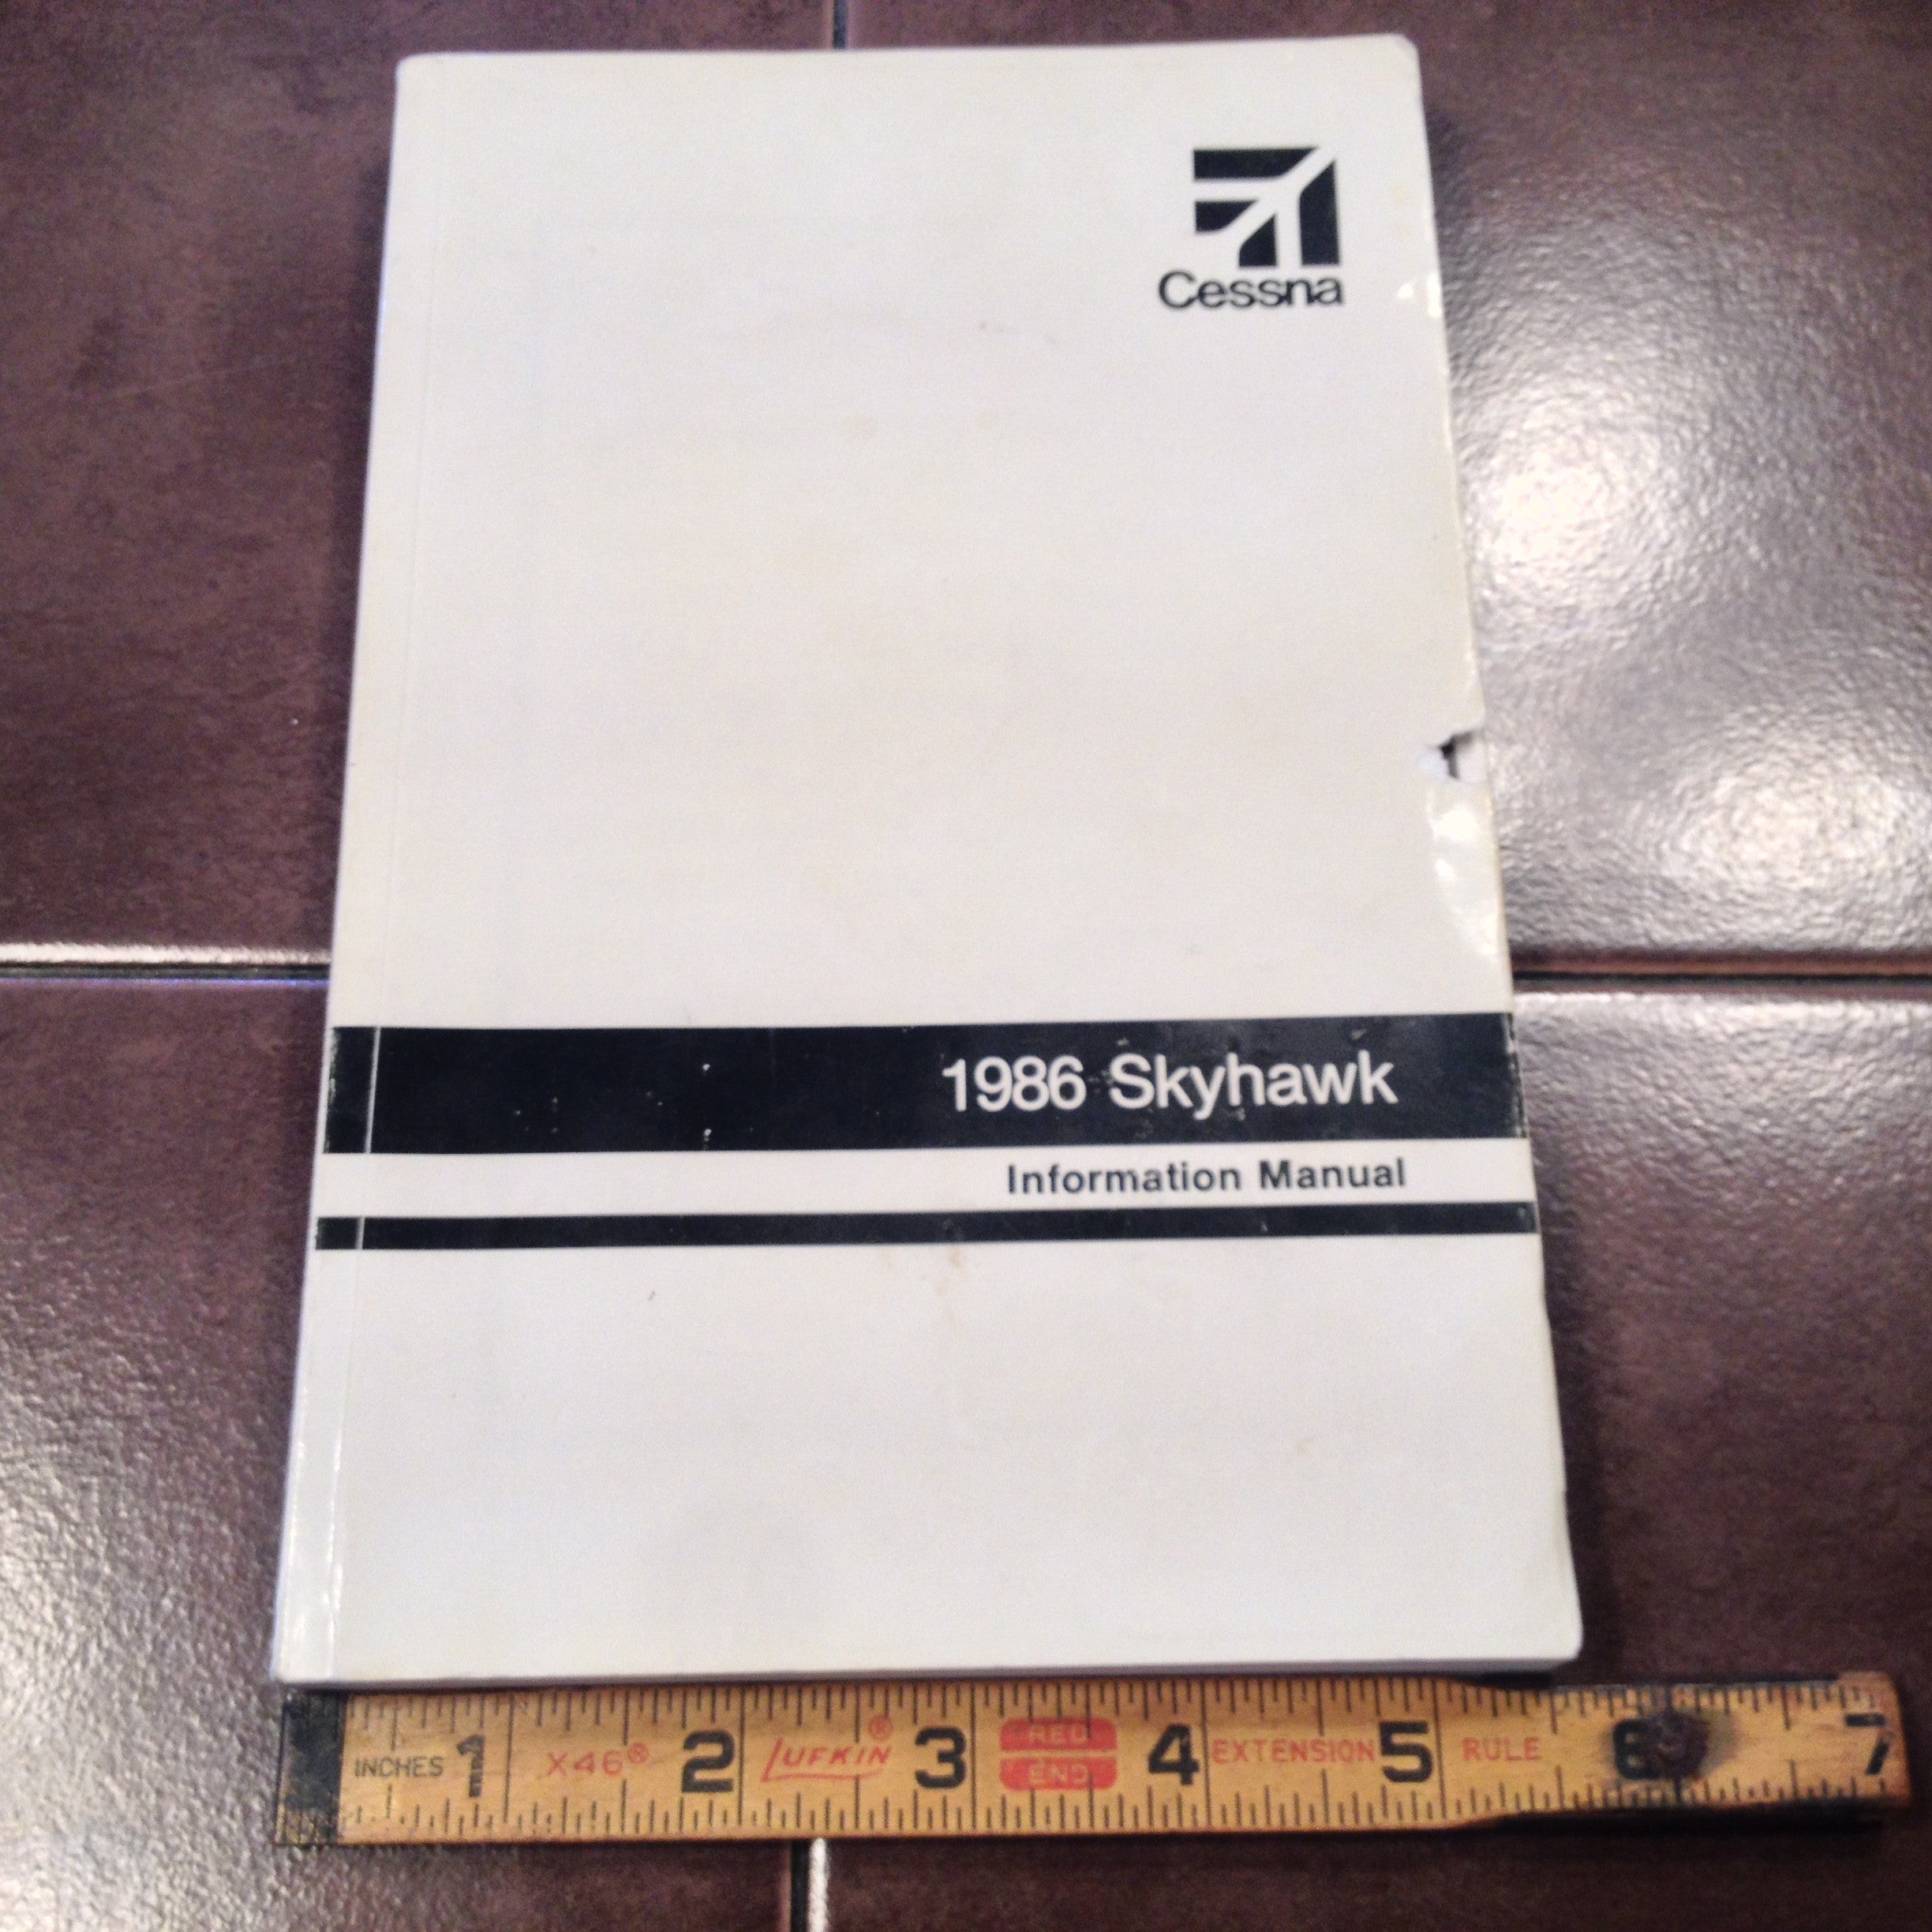 Cessna
1986 Skyhawk
Information Manual
INCHES 1 X46® 2 LUFKIN® 3 RED END 4 EXTENSION 5 RULE 6 7